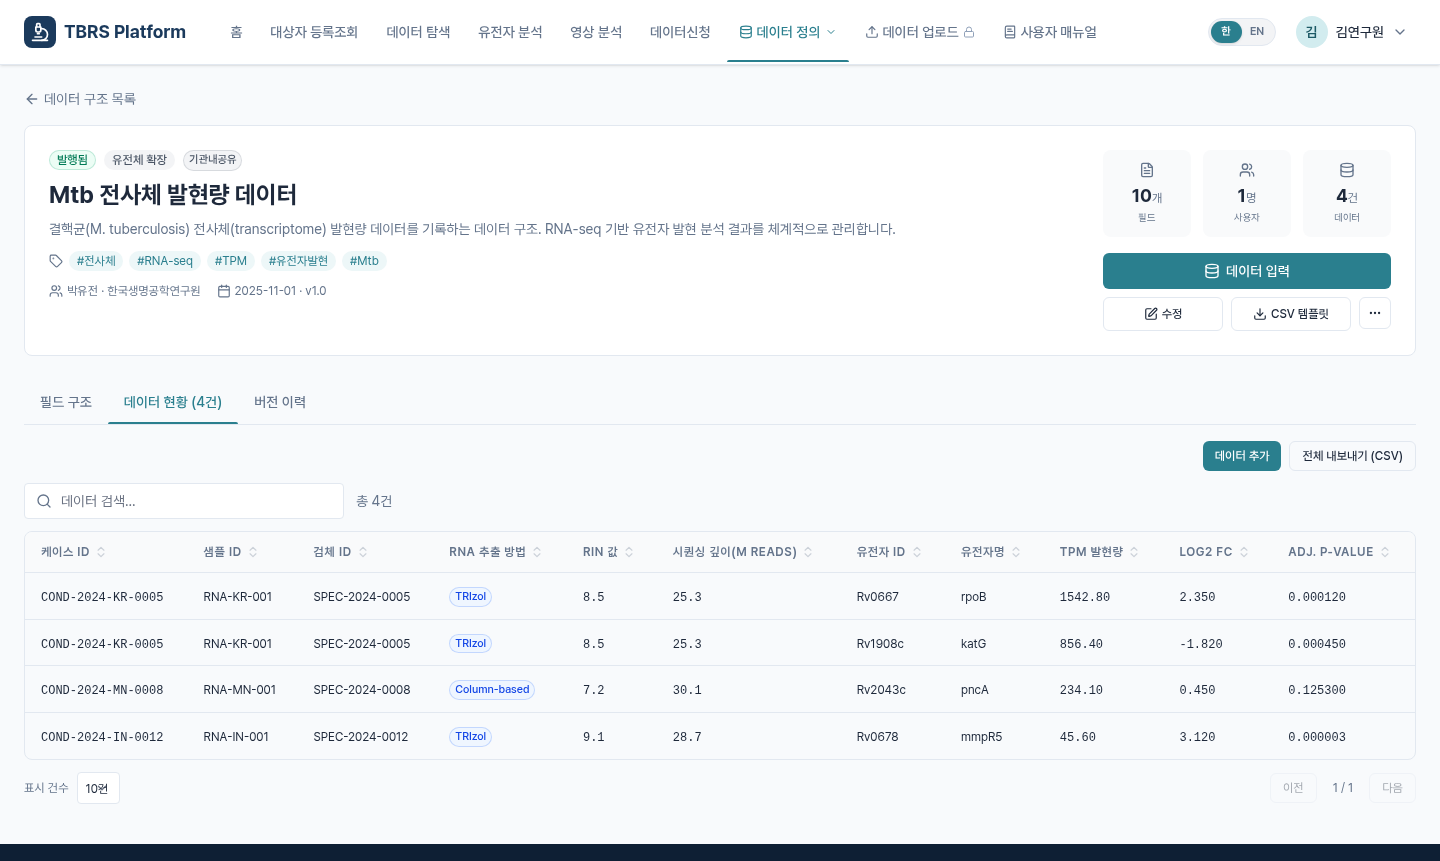 TBRS Platform
홈
대상자 등록조회
데이터 탐색
유전자 분석
영상 분석
데이터신청
데이터 정의
데이터 업로드
사용자 매뉴얼
한 EN
김 김연구원
데이터 구조 목록
발행됨 유전체 확장 기관내공유
Mtb 전사체 발현량 데이터
결핵균(M. tuberculosis) 전사체(transcriptome) 발현량 데이터를 기록하는 데이터 구조. RNA-seq 기반 유전자 발현 분석 결과를 체계적으로 관리합니다.
#전사체 #RNA-seq #TPM #유전자발현 #Mtb
박유전 · 한국생명공학연구원 2025-11-01 · v1.0
10개 필드
1명 사용자
4건 데이터
데이터 입력
수정 CSV 템플릿 ···
필드 구조 데이터 현황 (4건) 버전 이력
데이터 추가 전체 내보내기 (CSV)
데이터 검색... 총 4건
케이스 ID 샘플 ID 검체 ID RNA 추출 방법 RIN 값 시퀀싱 깊이(M READS) 유전자 ID 유전자명 TPM 발현량 LOG2 FC ADJ. P-VALUE
COND-2024-KR-0005 RNA-KR-001 SPEC-2024-0005 TRIzol 8.5 25.3 Rv0667 rpoB 1542.80 2.350 0.000120
COND-2024-KR-0005 RNA-KR-001 SPEC-2024-0005 TRIzol 8.5 25.3 Rv1908c katG 856.40 -1.820 0.000450
COND-2024-MN-0008 RNA-MN-001 SPEC-2024-0008 Column-based 7.2 30.1 Rv2043c pncA 234.10 0.450 0.125300
COND-2024-IN-0012 RNA-IN-001 SPEC-2024-0012 TRIzol 9.1 28.7 Rv0678 mmpR5 45.60 3.120 0.000003
표시 건수 10 이전 1 / 1 다음